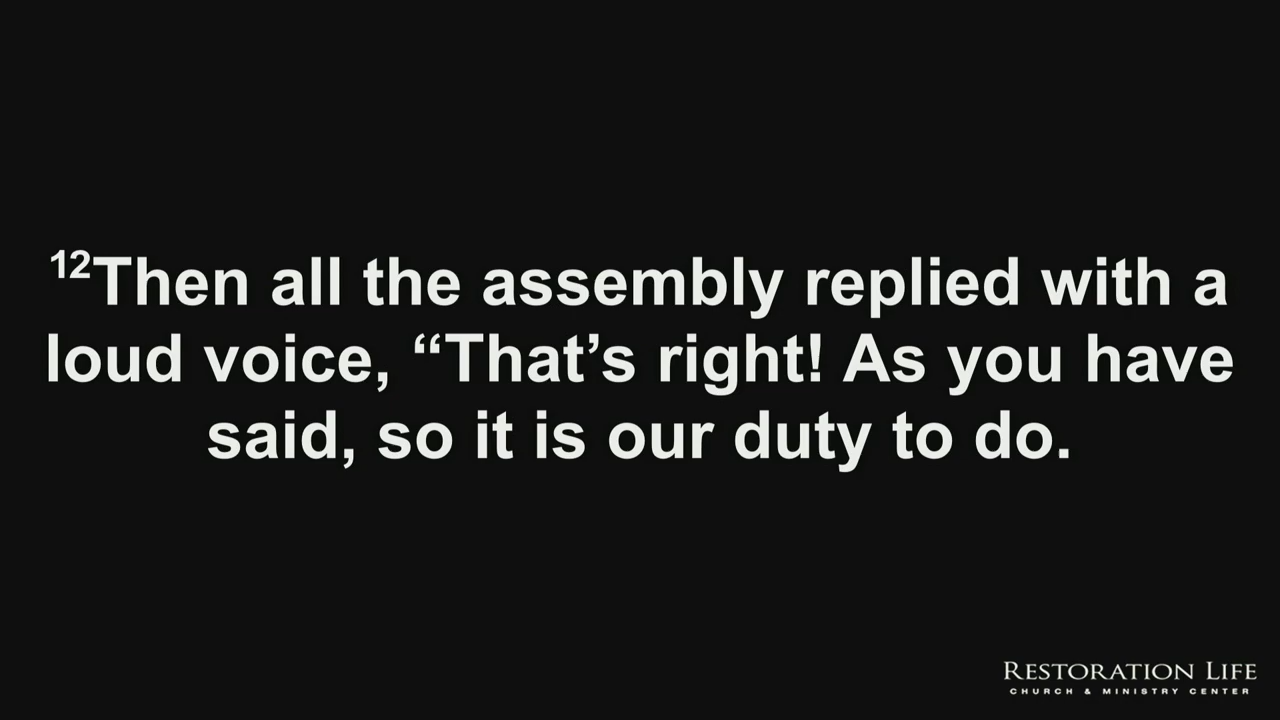 ¹²Then all the assembly replied with a
loud voice, “That’s right! As you have
said, so it is our duty to do.
RESTORATION LIFE
CHURCH & MINISTRY CENTER